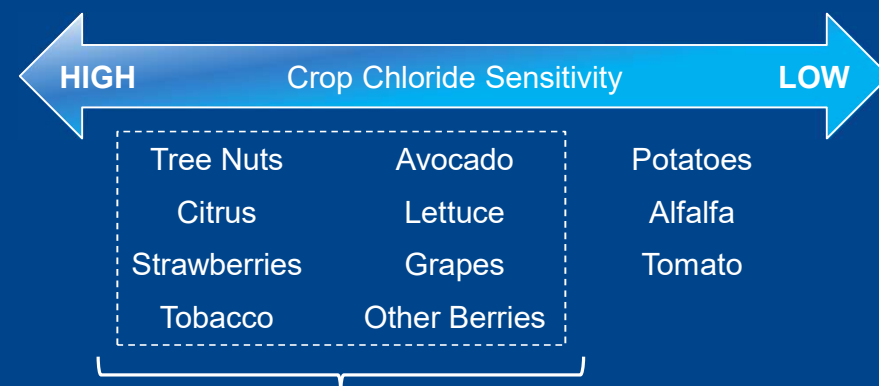 HIGH Crop Chloride Sensitivity LOW
Tree Nuts Avocado Potatoes
Citrus Lettuce Alfalfa
Strawberries Grapes Tomato
Tobacco Other Berries